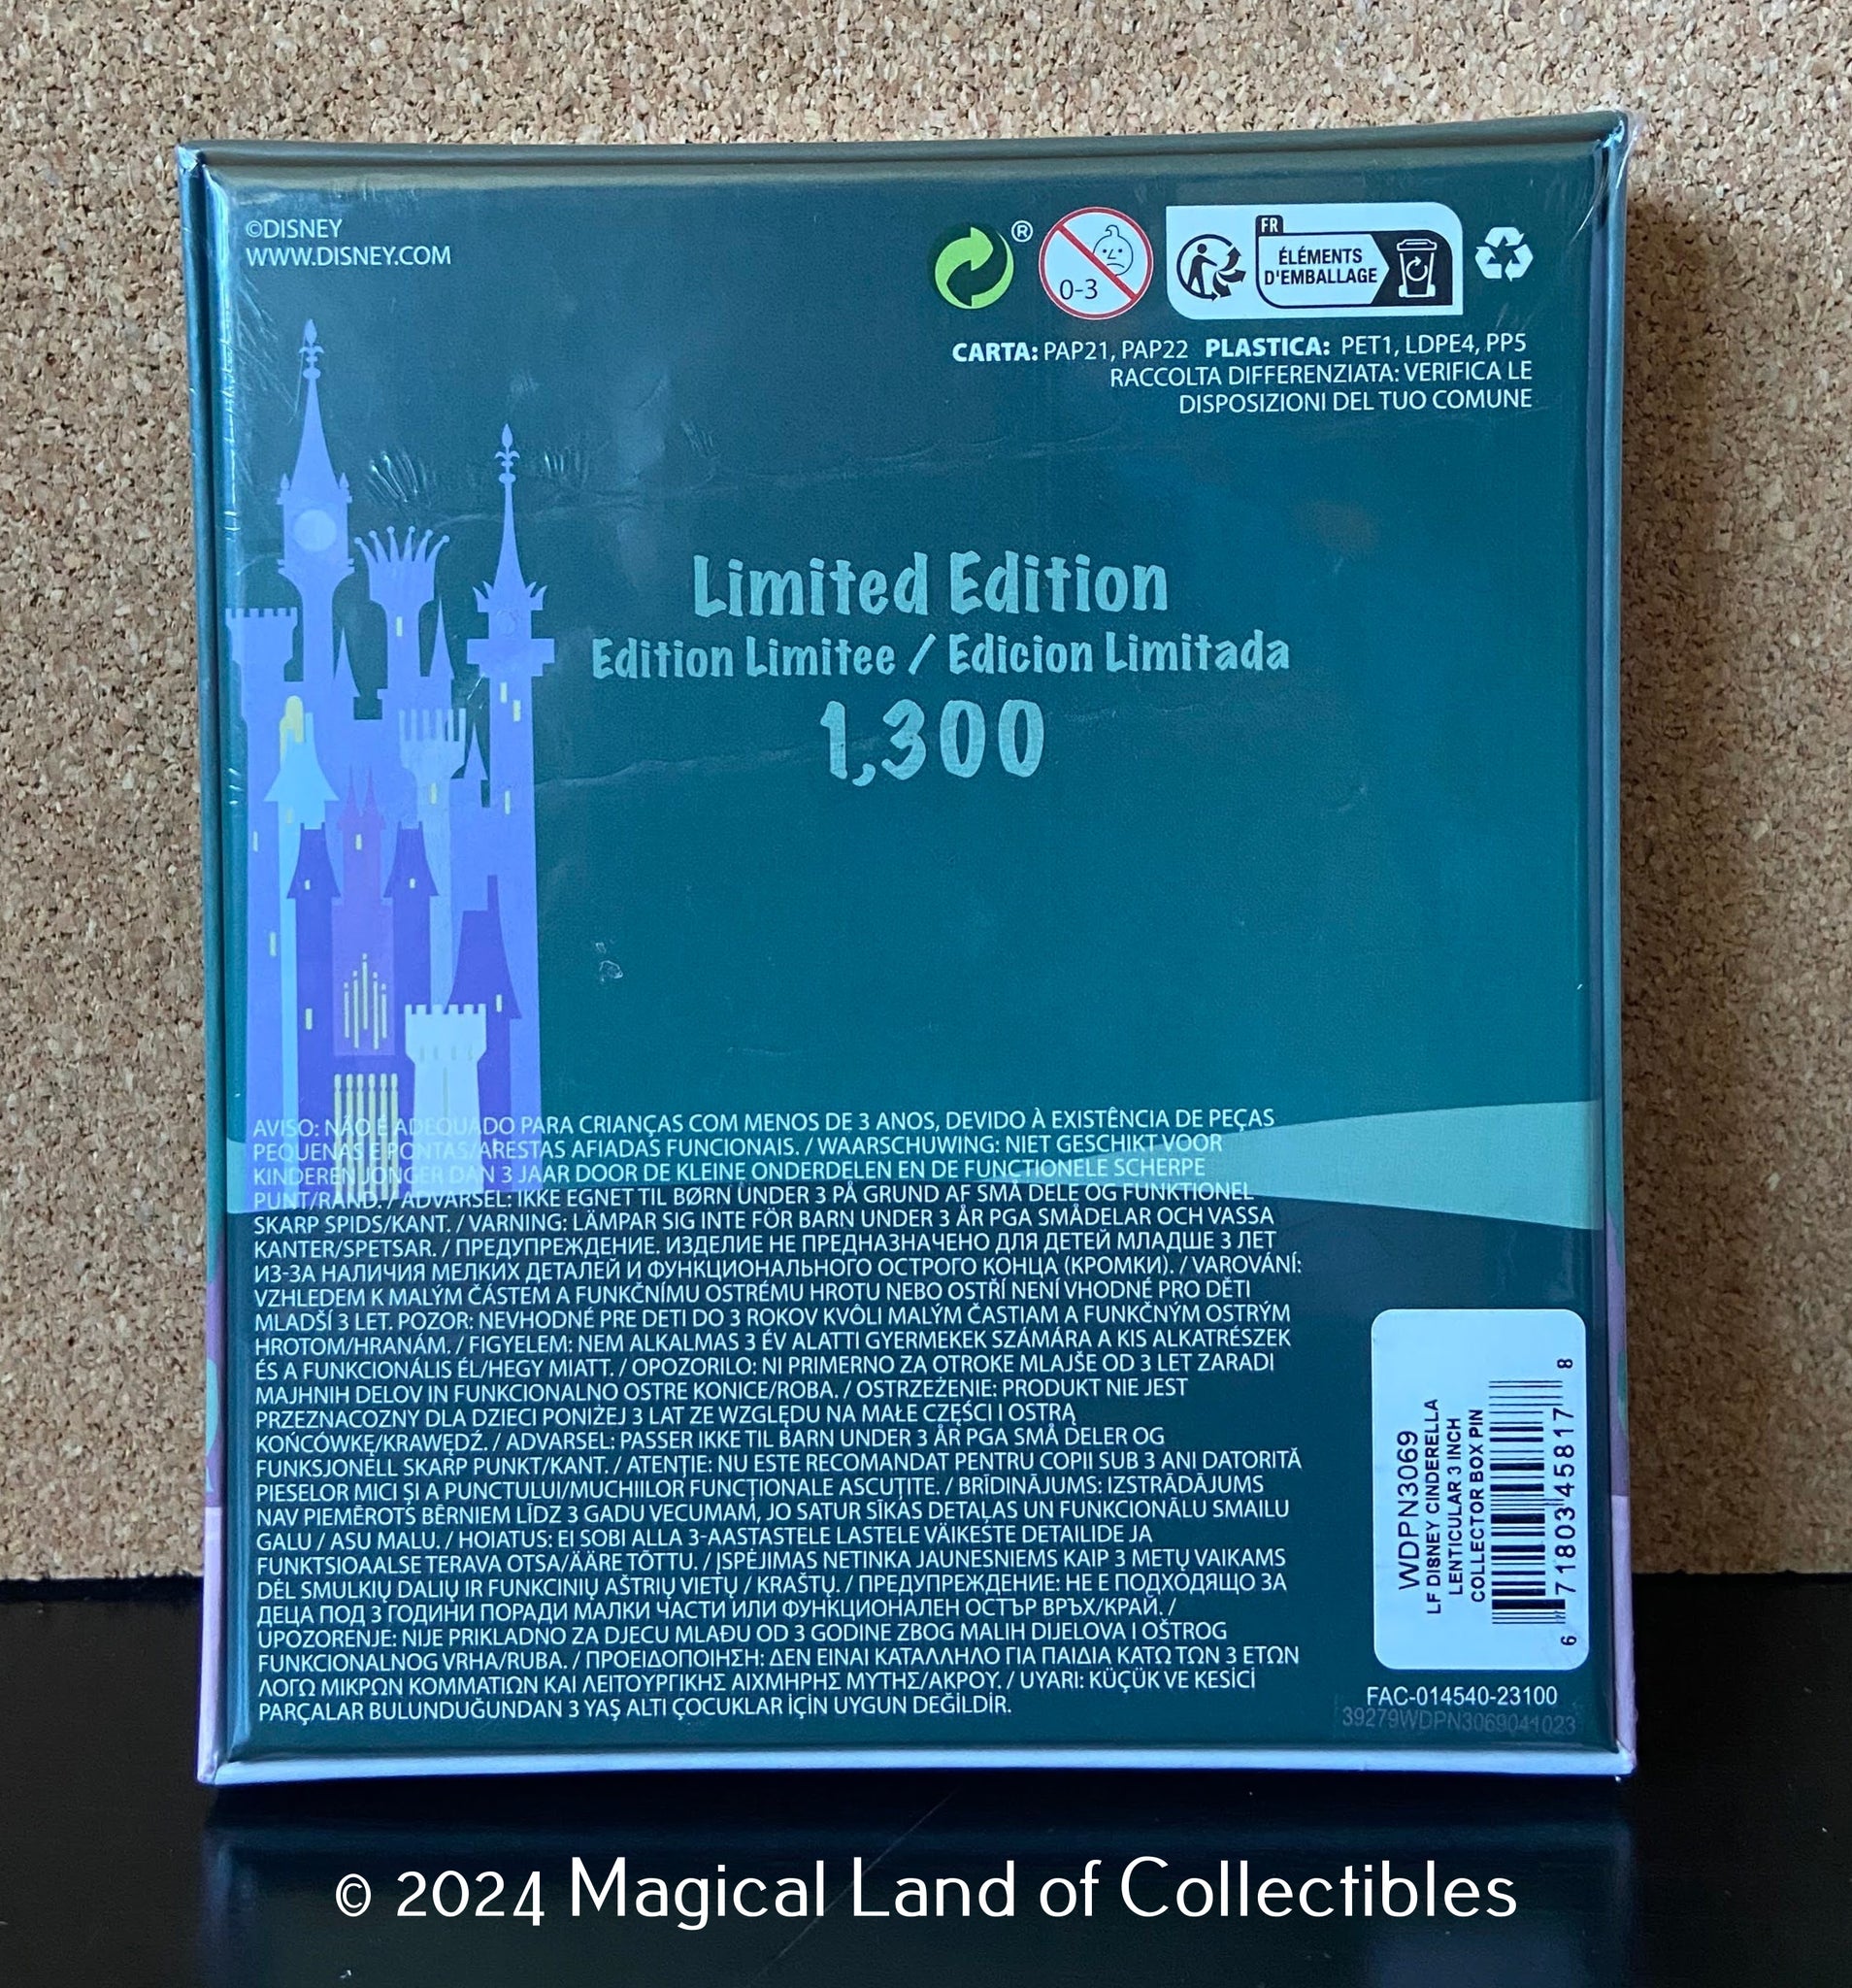 ©DISNEY
WWW.DISNEY.COM
®
0-3
FR
ÉLÉMENTS
D'EMBALLAGE
CARTA: PAP21, PAP22 PLASTICA: PET1, LDPE4, PP5
RACCOLTA DIFFERENZIATA: VERIFICA LE
DISPOSIZIONI DEL TUO COMUNE
Limited Edition
Edition Limitee / Edicion Limitada
1,300
AVISO: NÃO É ADEQUADO PARA CRIANÇAS COM MENOS DE 3 ANOS, DEVIDO À EXISTÊNCIA DE PEÇAS
PEQUENAS E PONTAS/ARESTAS AFIADAS FUNCIONAIS. / WAARSCHUWING: NIET GESCHIKT VOOR
KINDEREN JONGER DAN 3 JAAR DOOR DE KLEINE ONDERDELEN EN DE FUNCTIONELE SCHERPE
PUNT/RAND. / ADVARSEL: IKKE EGNET TIL BØRN UNDER 3 PÅ GRUND AF SMÅ DELE OG FUNKTIONEL
SKARP SPIDS/KANT. / VARNING: LÄMPAR SIG INTE FÖR BARN UNDER 3 ÅR PGA SMÅDELAR OCH VASSA
KANTER/SPETSAR. / ПРЕДУПРЕЖДЕНИЕ. ИЗДЕЛИЕ НЕ ПРЕДНАЗНАЧЕНО ДЛЯ ДЕТЕЙ МЛАДШЕ 3 ЛЕТ
ИЗ-ЗА НАЛИЧИЯ МЕЛКИХ ДЕТАЛЕЙ И ФУНКЦИОНАЛЬНОГО ОСТРОГО КОНЦА (КРОМКИ). / VAROVÁNÍ:
VZHLEDEM K MALÝM ČÁSTEM A FUNKČNÍMU OSTRÉMU HROTU NEBO OSTŘÍ NENÍ VHODNÉ PRO DĚTI
MLADŠÍ 3 LET. POZOR: NEVHODNÉ PRE DETI DO 3 ROKOV KVÔLI MALÝM ČASTIAM A FUNKČNÝM OSTRÝM
HROTOM/HRANÁM. / FIGYELEM: NEM ALKALMAS 3 ÉV ALATTI GYERMEKEK SZÁMÁRA A KIS ALKATRÉSZEK
ÉS A FUNKCIONÁLIS ÉL/HEGY MIATT. / OPOZORILO: NI PRIMERNO ZA OTROKE MLAJŠE OD 3 LET ZARADI
MAJHNIH DELOV IN FUNKCIONALNO OSTRE KONICE/ROBA. / OSTRZEŻENIE: PRODUKT NIE JEST
PRZEZNACOZNY DLA DZIECI PONIŻEJ 3 LAT ZE WZGLĘDU NA MAŁE CZĘŚCI I OSTRĄ
KOŃCÓWKĘ/KRAWĘDŹ. / ADVARSEL: PASSER IKKE TIL BARN UNDER 3 ÅR PGA SMÅ DELER OG
FUNKSJONELL SKARP PUNKT/KANT. / ATENȚIE: NU ESTE RECOMANDAT PENTRU COPII SUB 3 ANI DATORITĂ
PIESELOR MICI ȘI A PUNCTULUI/MUCHIILOR FUNCȚIONALE ASCUȚITE. / BRĪDINĀJUMS: IZSTRĀDĀJUMS
NAV PIEMĒROTS BĒRNIEM LĪDZ 3 GADU VECUMAM, JO SATUR SĪKĀS DETAĻAS UN FUNKCIONĀLU SMAILU
GALU / ASU MALU. / HOIATUS: EI SOBI ALLA 3-AASTASTELE LASTELE VÄIKESTE DETAILIDE JA
FUNKTSIOAALSE TERAVA OTSA/ÄÄRE TÕTTU. / ĮSPĖJIMAS NETINKA JAUNESNIEMS KAIP 3 METŲ VAIKAMS
DĖL SMULKIŲ DALIŲ IR FUNKCINIŲ AŠTRIŲ VIETŲ / KRAŠTŲ. / ПРЕДУПРЕЖДЕНИЕ: НЕ Е ПОДХОДЯЩО ЗА
ДЕЦА ПОД 3 ГОДИНИ ПОРАДИ МАЛКИ ЧАСТИ ИЛИ ФУНКЦИОНАЛЕН ОСТЪР ВРЪХ/КРАЙ. /
UPOZORENJE: NIJE PRIKLADNO ZA DJECU MLAĐU OD 3 GODINE ZBOG MALIH DIJELOVA I OŠTROG
FUNKCIONALNOG VRHA/RUBA. / ΠΡΟΕΙΔΟΠΟΙΗΣΗ: ΔΕΝ ΕΙΝΑΙ ΚΑΤΑΛΛΗΛΟ ΓΙΑ ΠΑΙΔΙΑ ΚΑΤΩ ΤΩΝ 3 ΕΤΩΝ
ΛΟΓΩ ΜΙΚΡΩΝ ΚΟΜΜΑΤΙΩΝ ΚΑΙ ΛΕΙΤΟΥΡΓΙΚΗΣ ΑΙΧΜΗΡΗΣ ΜΥΤΗΣ/ΑΚΡΟΥ. / UYARI: KÜÇÜK VE KESİCİ
PARÇALAR BULUNDUĞUNDAN 3 YAŞ ALTI ÇOCUKLAR İÇİN UYGUN DEĞİLDİR.
WDPN3069
LF DISNEY CINDERELLA
LENTICULAR 3 INCH
COLLECTOR BOX PIN
6 71803 45817 8
FAC-014540-23100
39279WDPN3069041023
© 2024 Magical Land of Collectibles